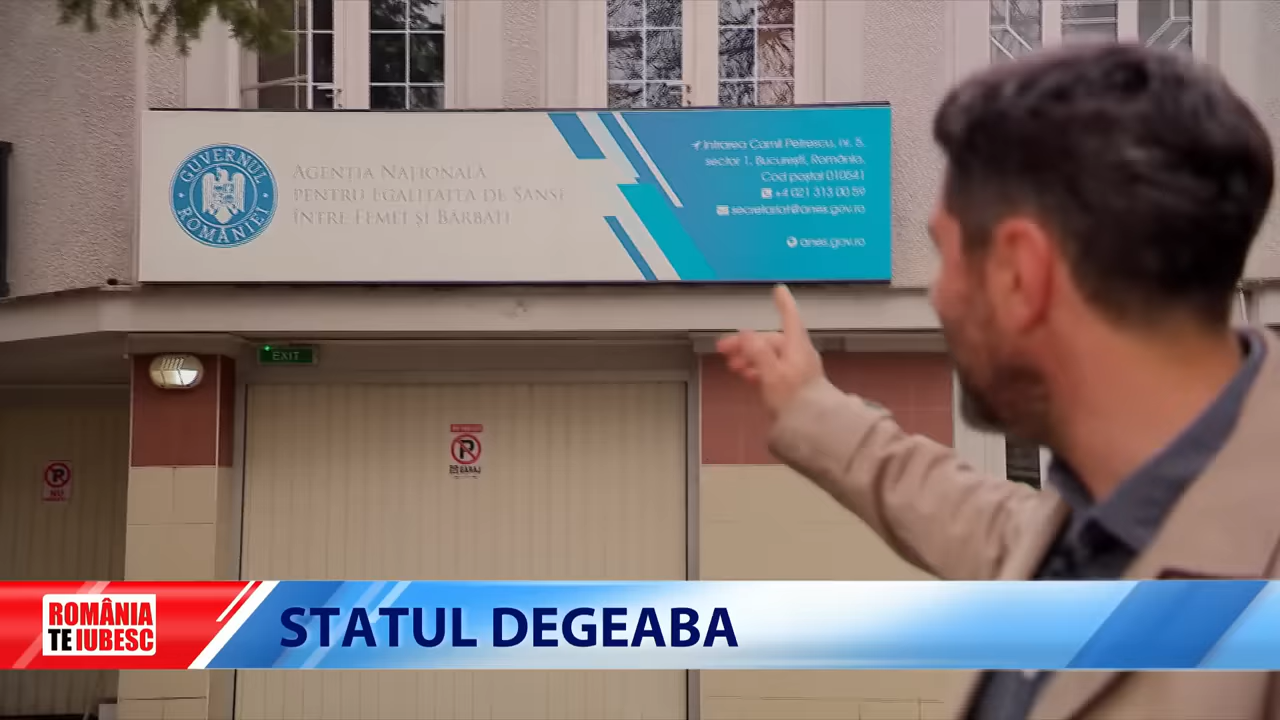 GUVERNUL
ROMÂNIEI
AGENȚIA NAȚIONALĂ
PENTRU EGALITATEA DE ȘANSE
ÎNTRE FEMEI ȘI BĂRBAȚI
Intrarea Camil Petrescu, nr. 5,
sector 1, București, România,
Cod poștal 010541
+4 021 313 00 59
secretariat@anes.gov.ro
anes.gov.ro
EXIT
GARAJ
NU
ROMÂNIA
TE IUBESC
STATUL DEGEABA